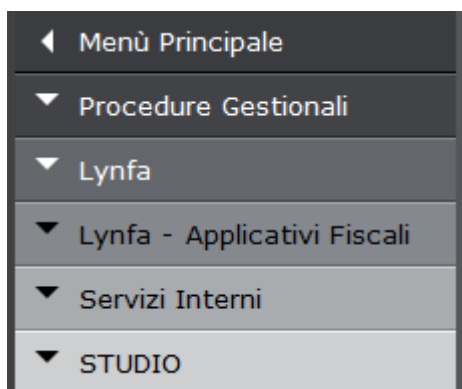 Menù Principale
Procedure Gestionali
Lynfa
Lynfa - Applicativi Fiscali
Servizi Interni
STUDIO